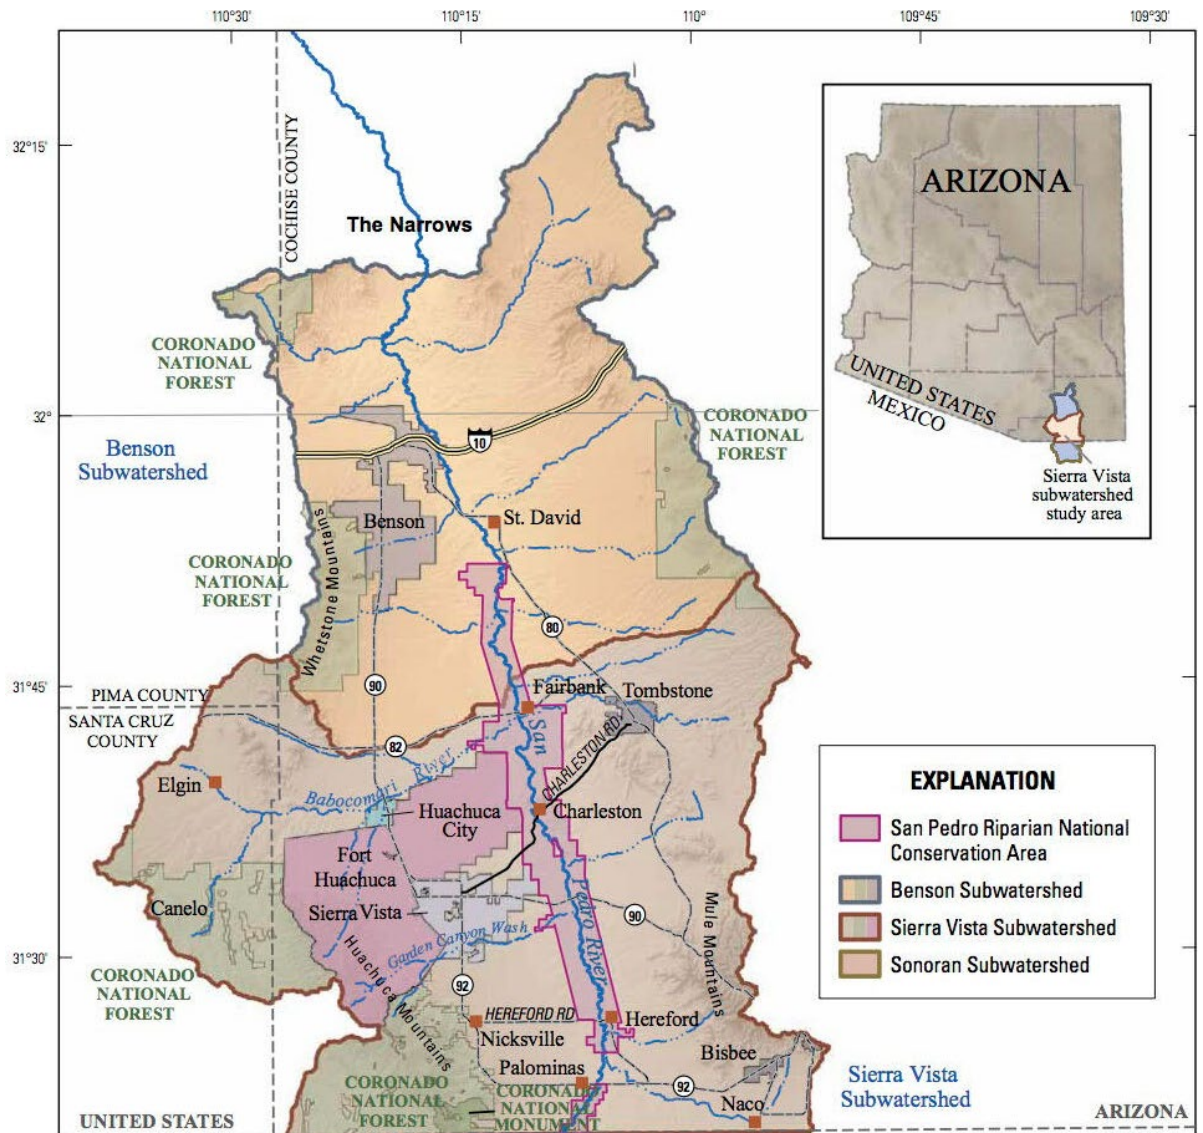 110°30'
110°15'
110°
109°45'
109°30'
32°15'
COCHISE COUNTY
The Narrows
ARIZONA
CORONADO
NATIONAL
FOREST
UNITED STATES
MEXICO
32°
CORONADO
NATIONAL
FOREST
10
Benson
Subwatershed
Sierra Vista
subwatershed
study area
Benson
St. David
Whetstone Mountains
CORONADO
NATIONAL
FOREST
80
90
31°45'
PIMA COUNTY
SANTA CRUZ
COUNTY
Fairbank
Tombstone
82
San
CHARLESTON RD
Elgin
Babocomari River
Huachuca
City
Charleston
EXPLANATION
San Pedro Riparian National
Conservation Area
Benson Subwatershed
Sierra Vista Subwatershed
Sonoran Subwatershed
Fort
Huachuca
Canelo
Sierra Vista
Pedro River
90
Mule Mountains
Garden Canyon Wash
Huachuca Mountains
31°30'
CORONADO
NATIONAL
FOREST
92
HEREFORD RD
Hereford
Nicksville
Bisbee
Palominas
92
Naco
Sierra Vista
Subwatershed
CORONADO
NATIONAL
FOREST
CORONADO
NATIONAL
MONUMENT
UNITED STATES
ARIZONA